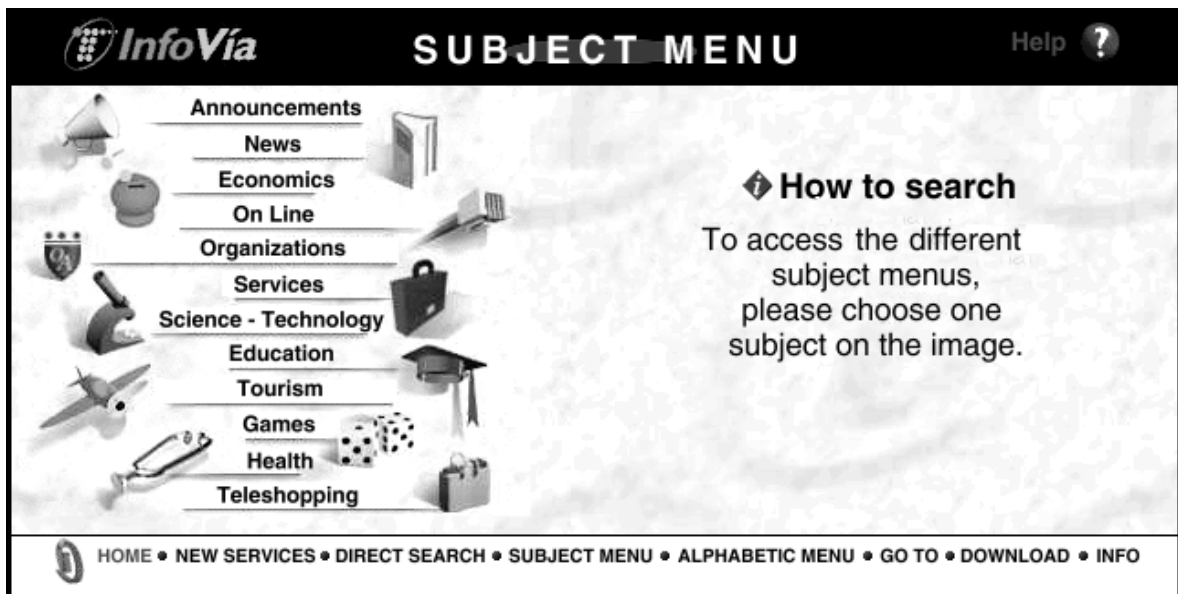 InfoVía
SUBJECT MENU
Help ?
Announcements
News
Economics
On Line
Organizations
Services
Science - Technology
Education
Tourism
Games
Health
Teleshopping
i How to search
To access the different
subject menus,
please choose one
subject on the image.
HOME • NEW SERVICES • DIRECT SEARCH • SUBJECT MENU • ALPHABETIC MENU • GO TO • DOWNLOAD • INFO